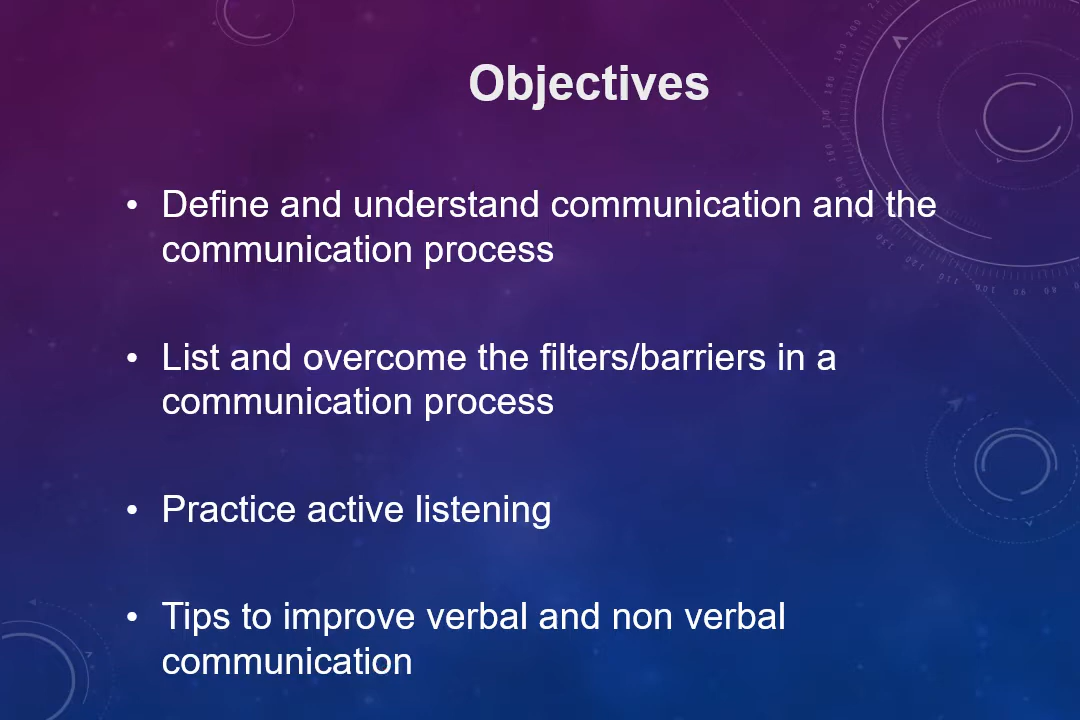 Objectives
• Define and understand communication and the
communication process
• List and overcome the filters/barriers in a
communication process
• Practice active listening
• Tips to improve verbal and non verbal
communication